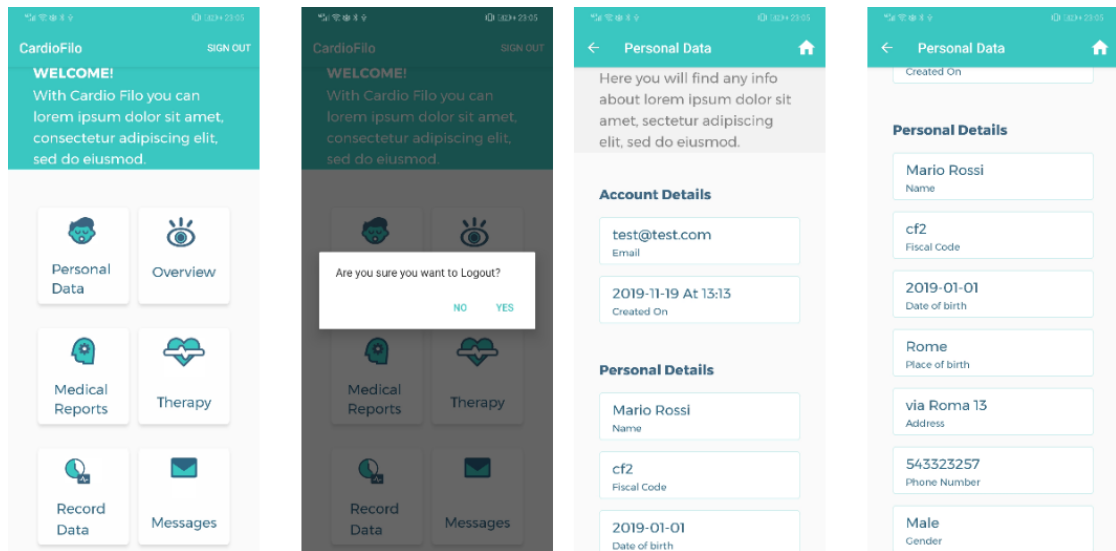 23:05
CardioFilo SIGN OUT
WELCOME!
With Cardio Filo you can
lorem ipsum dolor sit amet,
consectetur adipiscing elit,
sed do eiusmod.
Personal
Data
Overview
Medical
Reports
Therapy
Record
Data
Messages
23:05
CardioFilo SIGN OUT
WELCOME!
With Cardio Filo you can
lorem ipsum dolor sit amet,
consectetur adipiscing elit,
sed do eiusmod.
Are you sure you want to Logout?
NO YES
Medical
Reports
Therapy
Record
Data
Messages
23:05
Personal Data
Here you will find any info
about lorem ipsum dolor sit
amet, sectetur adipiscing
elit, sed do eiusmod.
Account Details
test@test.com
Email
2019-11-19 At 13:13
Created On
Personal Details
Mario Rossi
Name
cf2
Fiscal Code
2019-01-01
Date of birth
23:05
Personal Data
Created On
Personal Details
Mario Rossi
Name
cf2
Fiscal Code
2019-01-01
Date of birth
Rome
Place of birth
via Roma 13
Address
543323257
Phone Number
Male
Gender